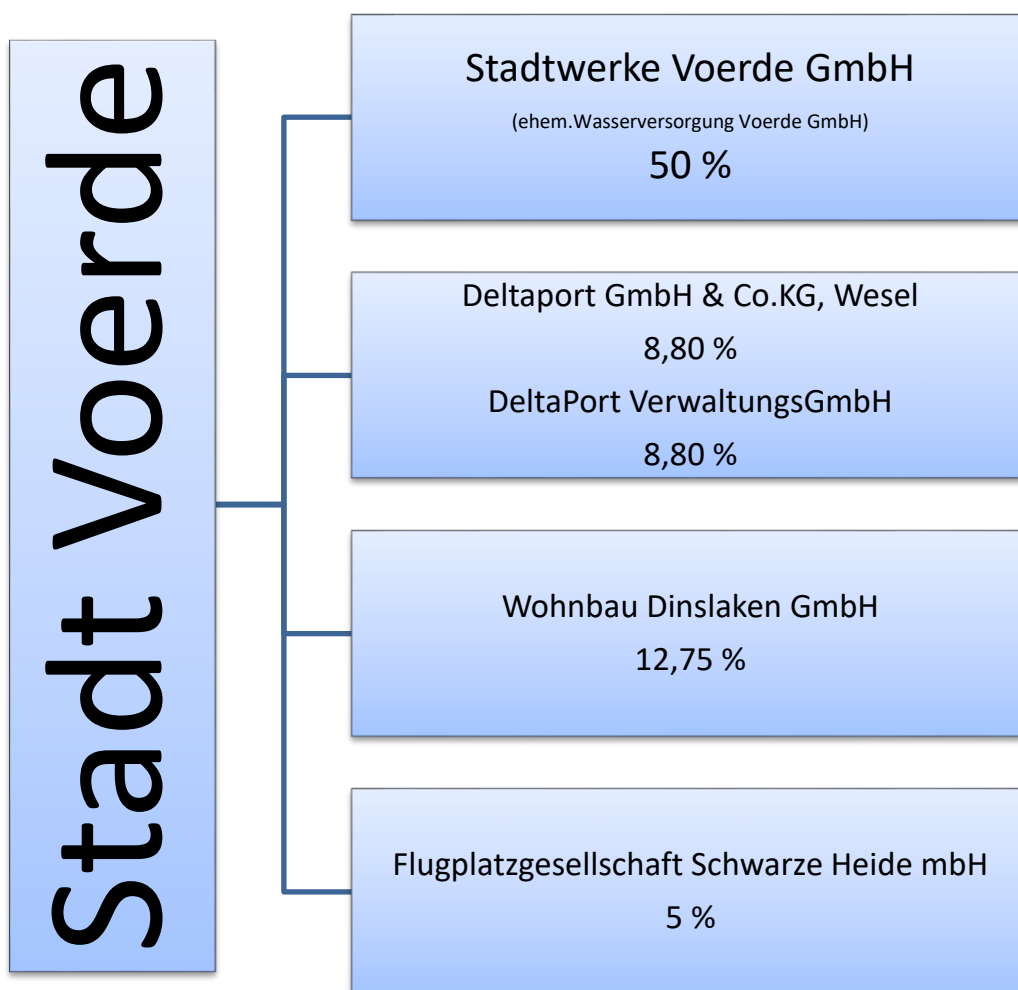 Stadt Voerde
Stadtwerke Voerde GmbH
(ehem.Wasserversorgung Voerde GmbH)
50 %
Deltaport GmbH & Co.KG, Wesel
8,80 %
DeltaPort VerwaltungsGmbH
8,80 %
Wohnbau Dinslaken GmbH
12,75 %
Flugplatzgesellschaft Schwarze Heide mbH
5 %